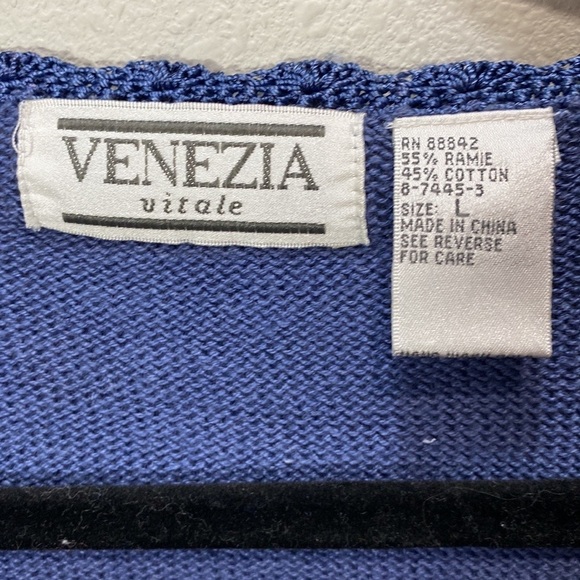 VENEZIA
vitale
RN 88842
55% RAMIE
45% COTTON
8-7445-3
SIZE: L
MADE IN CHINA
SEE REVERSE
FOR CARE